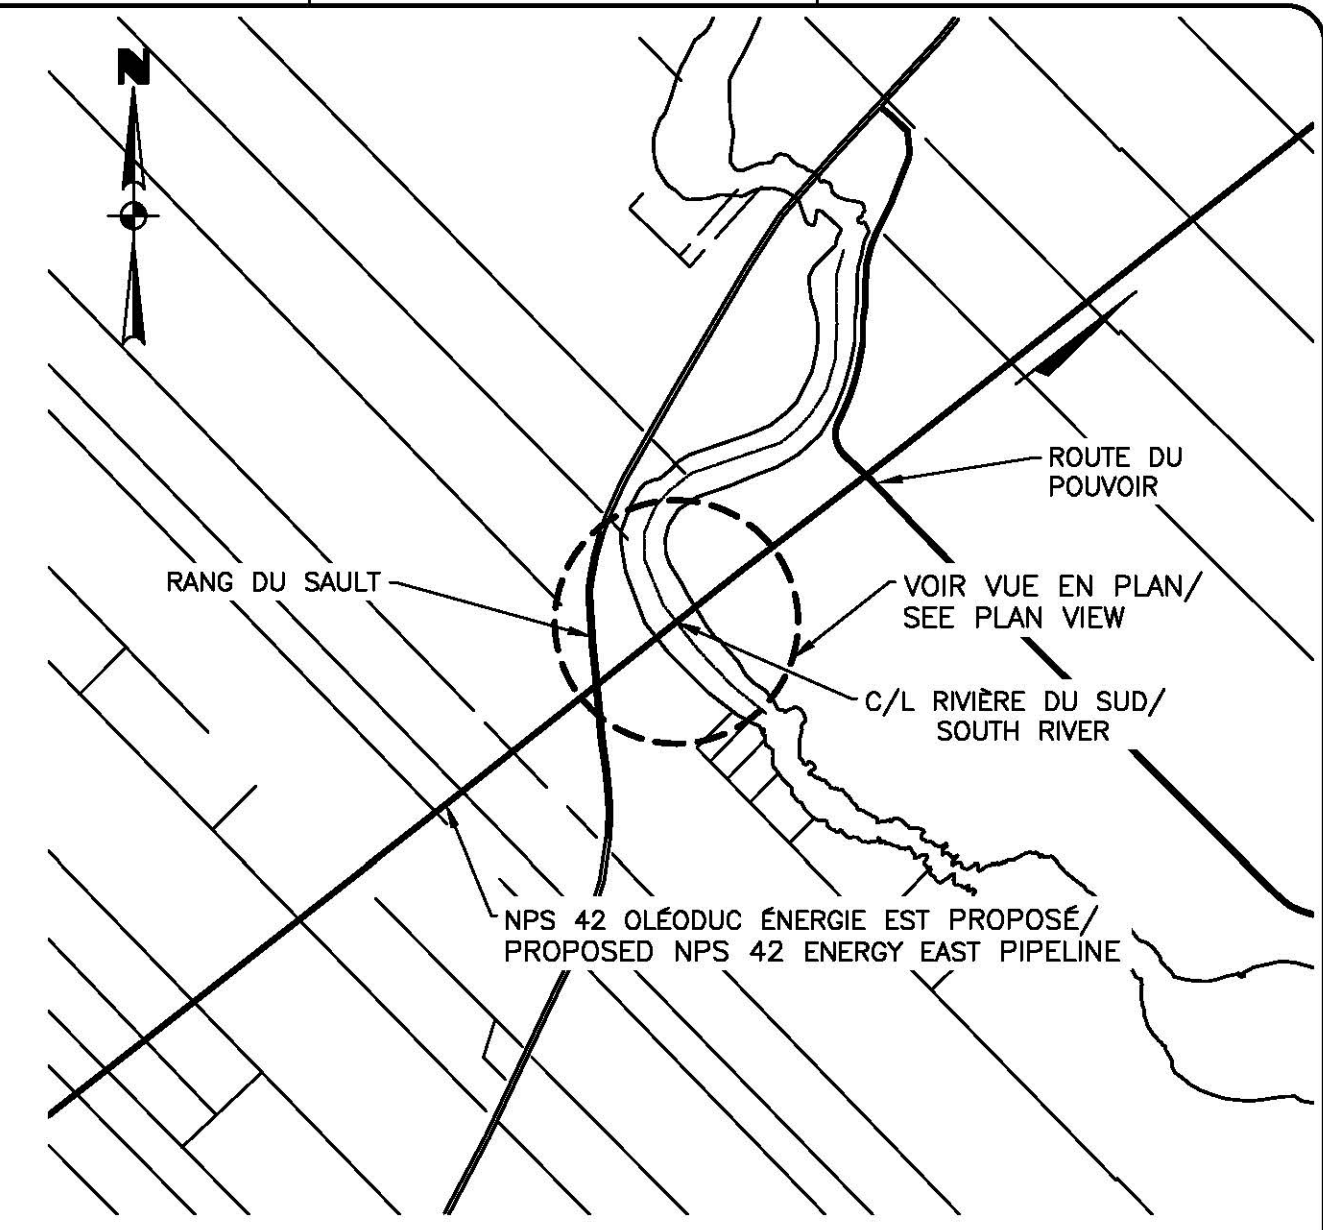 N
ROUTE DU
POUVOIR
RANG DU SAULT
VOIR VUE EN PLAN/
SEE PLAN VIEW
C/L RIVIÈRE DU SUD/
SOUTH RIVER
NPS 42 OLÉODUC ÉNERGIE EST PROPOSÉ/
PROPOSED NPS 42 ENERGY EAST PIPELINE